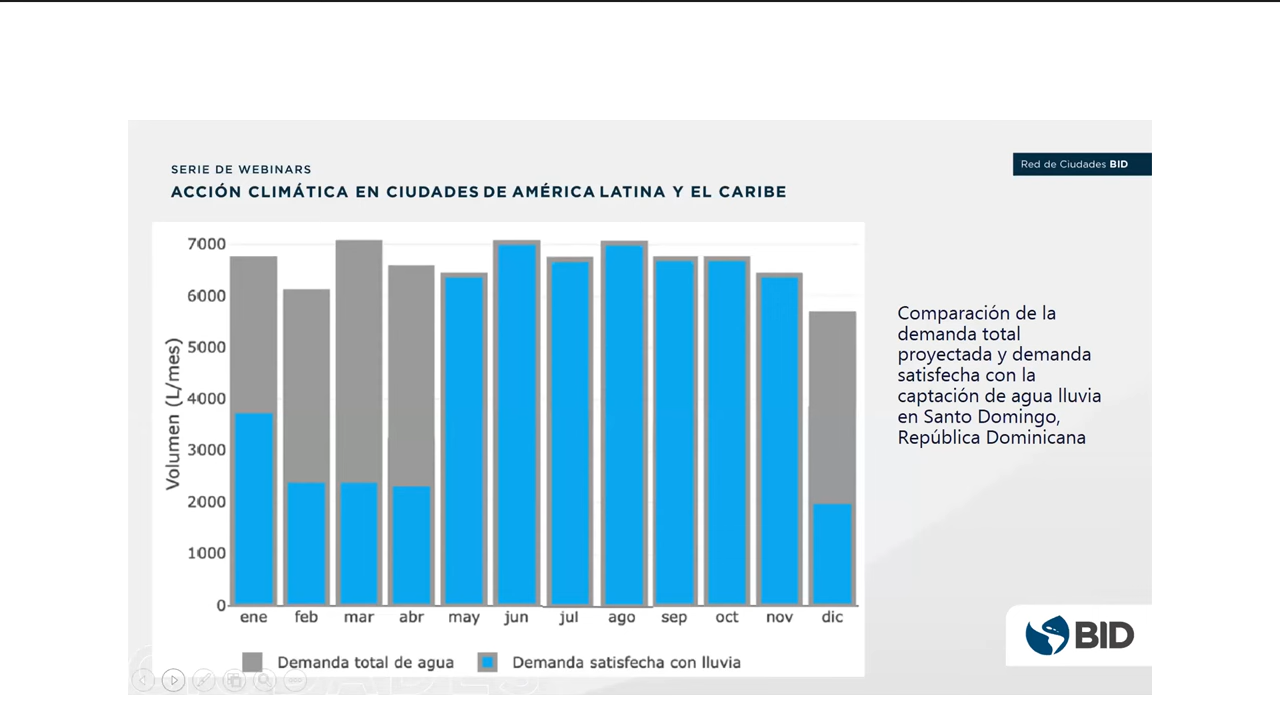 SERIE DE WEBINARS
ACCIÓN CLIMÁTICA EN CIUDADES DE AMÉRICA LATINA Y EL CARIBE
Red de Ciudades BID
Volumen (L/mes)
7000
6000
5000
4000
3000
2000
1000
0
ene feb mar abr may jun jul ago sep oct nov dic
Demanda total de agua Demanda satisfecha con lluvia
Comparación de la
demanda total
proyectada y demanda
satisfecha con la
captación de agua lluvia
en Santo Domingo,
República Dominicana
BID